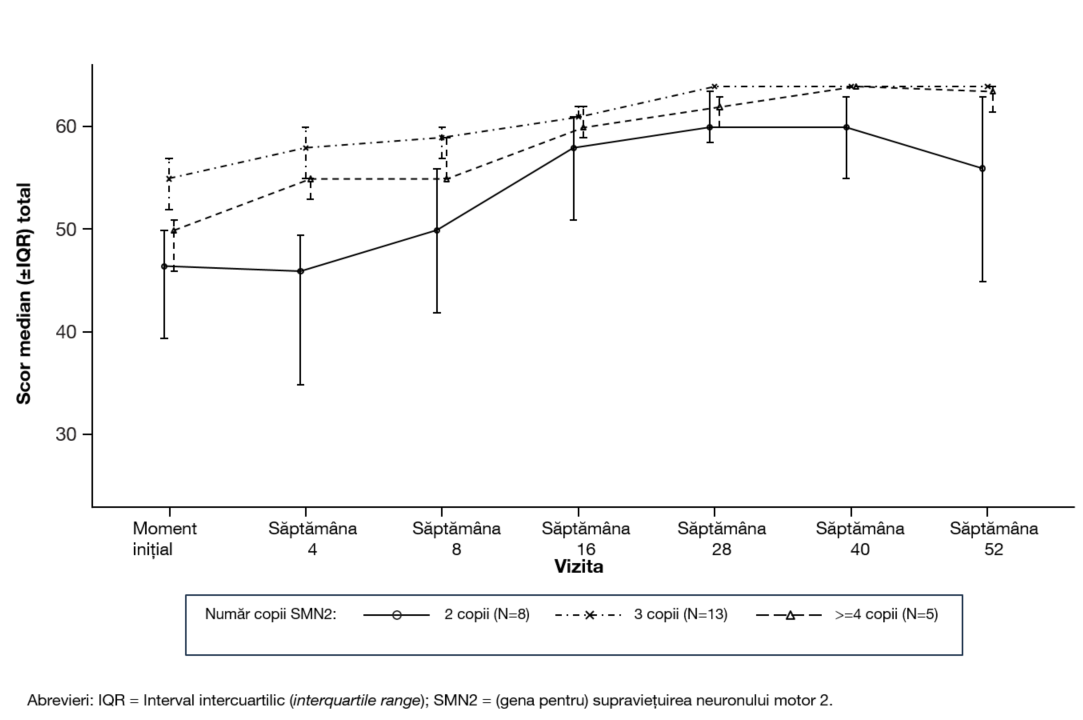 Scor median (±IQR) total
60
50
40
30
Moment inițial
Săptămâna 4
Săptămâna 8
Săptămâna 16
Săptămâna 28
Săptămâna 40
Săptămâna 52
Vizita
Număr copii SMN2: 2 copii (N=8) 3 copii (N=13) >=4 copii (N=5)
Abrevieri: IQR = Interval intercuartilic (interquartile range); SMN2 = (gena pentru) supraviețuirea neuronului motor 2.